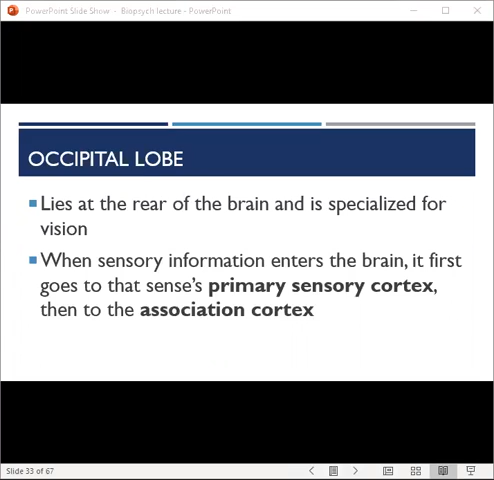 PowerPoint Slide Show - Biopsych lecture - PowerPoint
OCCIPITAL LOBE
Lies at the rear of the brain and is specialized for
vision
When sensory information enters the brain, it first
goes to that sense's primary sensory cortex,
then to the association cortex
Slide 33 of 67